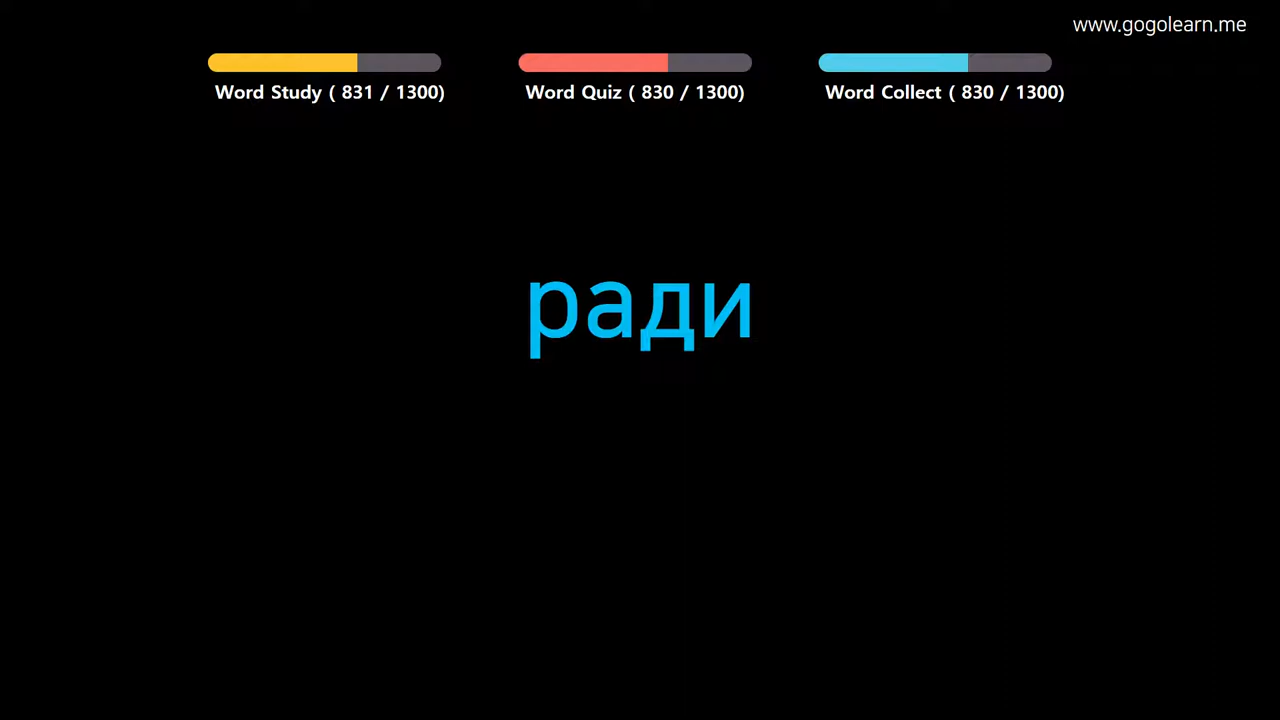 www.gogolearn.me
Word Study ( 831 / 1300)
Word Quiz ( 830 / 1300)
Word Collect ( 830 / 1300)
ради